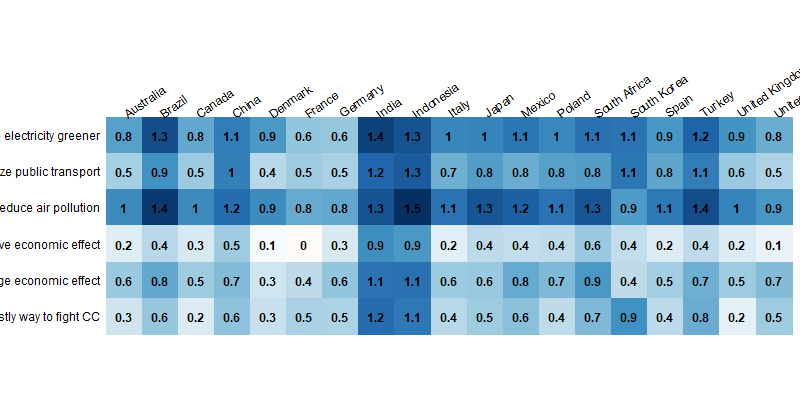 Australia Brazil Canada China Denmark France Germany India Indonesia Italy Japan Mexico Poland South Africa South Korea Spain Turkey United
electricity greener 0.8 1.3 0.8 1.1 0.9 0.6 0.6 1.4 1.3 1 1 1.1 1 1.1 1.1 0.9 1.2 0.9 0.8
public transport 0.5 0.9 0.5 1 0.4 0.5 0.5 1.2 1.3 0.7 0.8 0.8 0.8 0.8 1.1 0.8 1.1 0.6 0.5
air pollution 1 1.4 1 1.2 0.9 0.8 0.8 1.3 1.5 1.1 1.3 1.2 1.1 1.3 0.9 1.1 1.4 1 0.9
economic effect 0.2 0.4 0.3 0.5 0.1 0 0.3 0.9 0.9 0.2 0.4 0.4 0.4 0.6 0.4 0.2 0.4 0.2 0.1
economic effect 0.6 0.8 0.5 0.7 0.3 0.4 0.6 1.1 1.1 0.6 0.6 0.8 0.7 0.9 0.4 0.5 0.7 0.5 0.7
way to fight CC 0.3 0.6 0.2 0.6 0.3 0.5 0.5 1.2 1.1 0.4 0.5 0.6 0.4 0.7 0.9 0.4 0.8 0.2 0.5